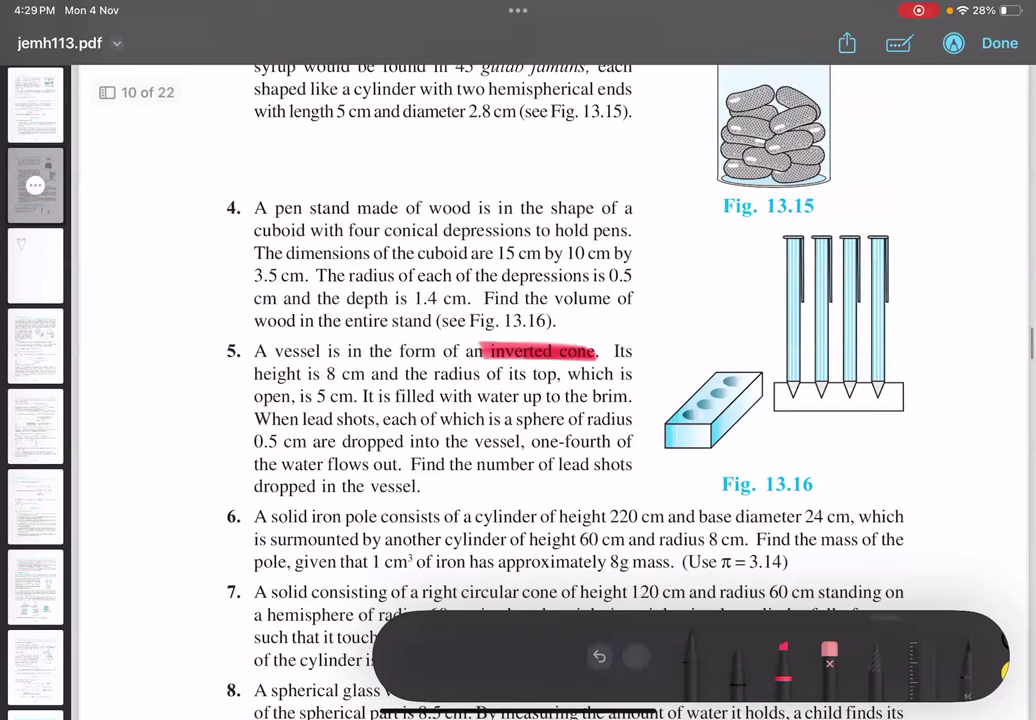 4:29 PM Mon 4 Nov
28%
jemh113.pdf
Done
10 of 22
syrup would be found in 45 gulab jamuns, each
shaped like a cylinder with two hemispherical ends
with length 5 cm and diameter 2.8 cm (see Fig. 13.15).
Fig. 13.15
4. A pen stand made of wood is in the shape of a
cuboid with four conical depressions to hold pens.
The dimensions of the cuboid are 15 cm by 10 cm by
3.5 cm. The radius of each of the depressions is 0.5
cm and the depth is 1.4 cm. Find the volume of
wood in the entire stand (see Fig. 13.16).
5. A vessel is in the form of an inverted cone. Its
height is 8 cm and the radius of its top, which is
open, is 5 cm. It is filled with water up to the brim.
When lead shots, each of which is a sphere of radius
0.5 cm are dropped into the vessel, one-fourth of
the water flows out. Find the number of lead shots
dropped in the vessel.
Fig. 13.16
6. A solid iron pole consists of a cylinder of height 220 cm and base diameter 24 cm, which
is surmounted by another cylinder of height 60 cm and radius 8 cm. Find the mass of the
pole, given that 1 cm³ of iron has approximately 8g mass. (Use π = 3.14)
7. A solid consisting of a right circular cone of height 120 cm and radius 60 cm standing on
a hemisphere of
such that it touch
of the cylinder
8. A spherical glass
of the spherical part is 8.5 cm. By measuring the amount of water it holds, a child finds its